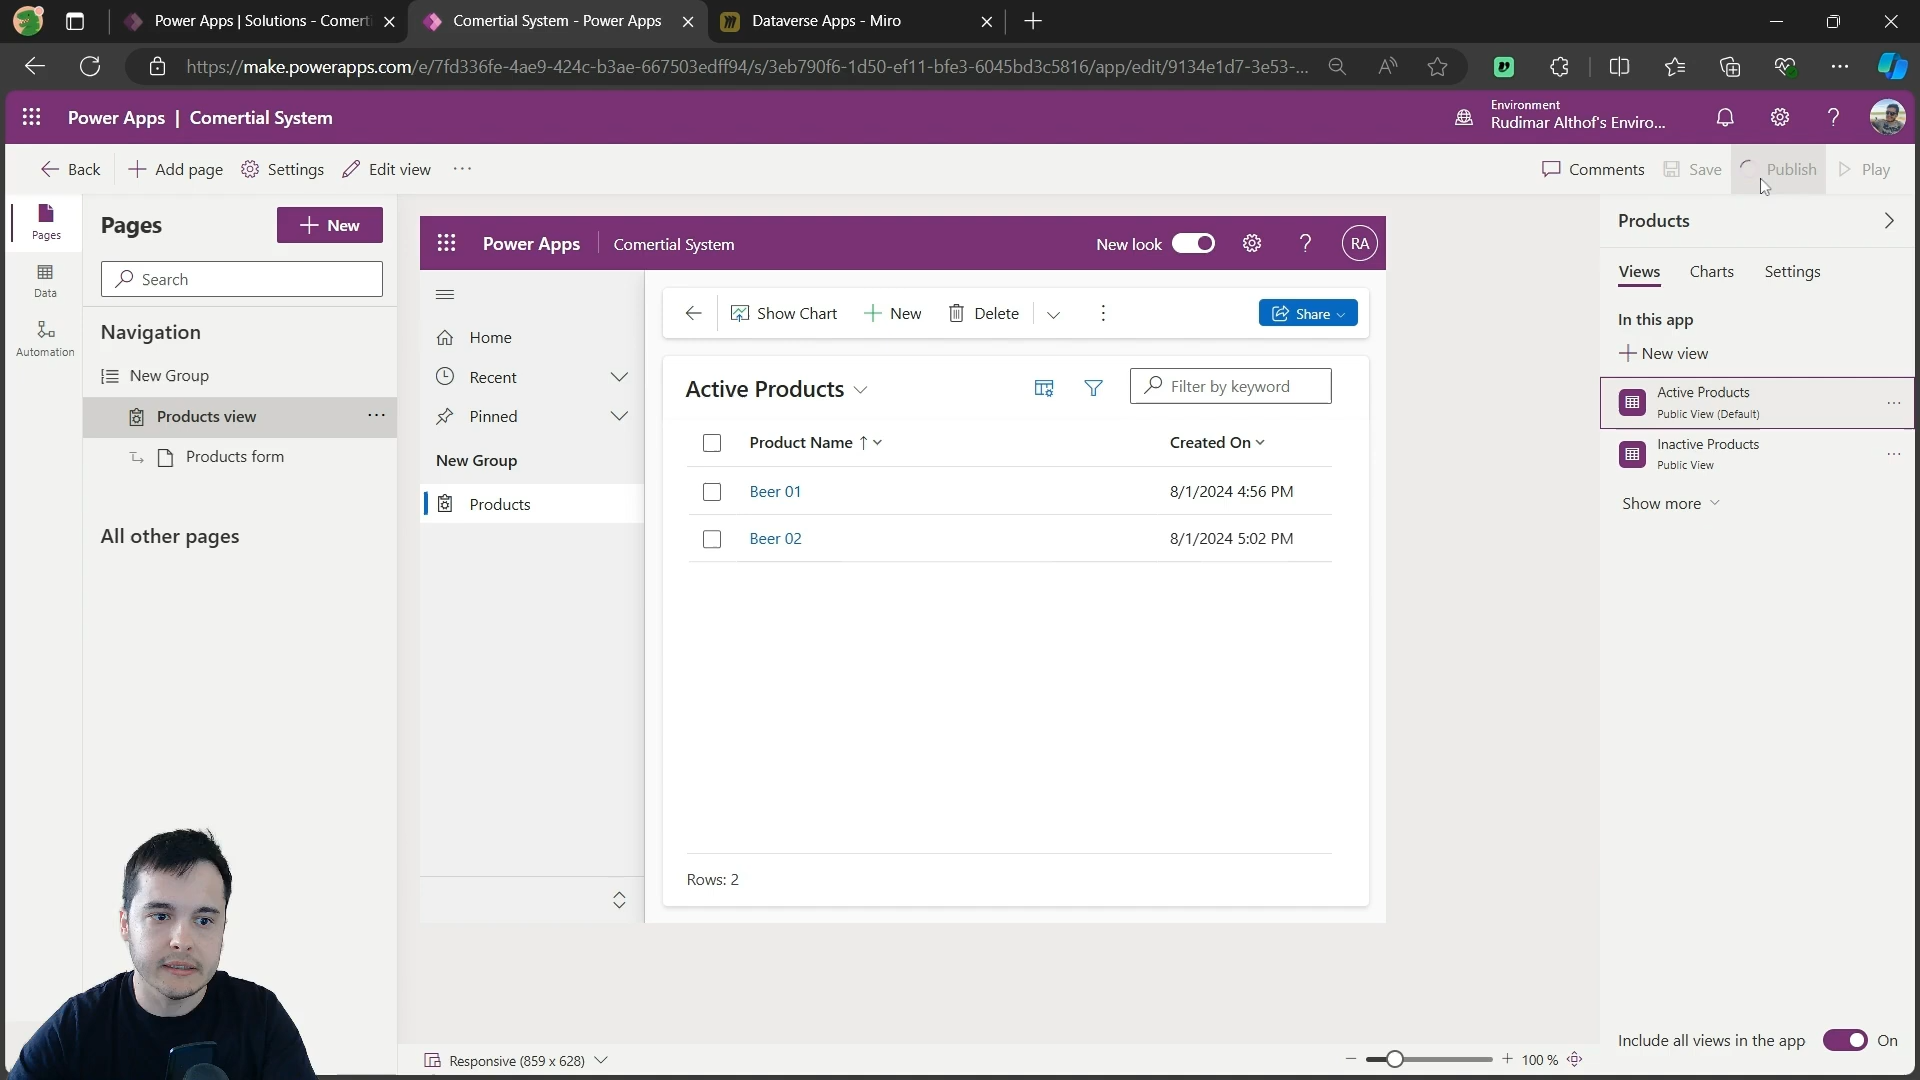 Power Apps | Solutions - Comerti
Comertial System - Power Apps
Dataverse Apps - Miro
https://make.powerapps.com/e/7fd336fe-4ae9-424c-b3ae-667503edff94/s/3eb790f6-1d50-ef11-bfe3-6045bd3c5816/app/edit/9134e1d7-3e53-...
Power Apps | Comertial System
Environment
Rudimar Althof's Enviro...
Back
Add page
Settings
Edit view
Comments
Save
Publish
Play
Pages
Data
Automation
Pages
New
Search
Navigation
New Group
Products view
Products form
All other pages
Power Apps
Comertial System
New look
RA
Home
Recent
Pinned
New Group
Products
Show Chart
New
Delete
Share
Active Products
Filter by keyword
Product Name
Created On
Beer 01
8/1/2024 4:56 PM
Beer 02
8/1/2024 5:02 PM
Rows: 2
Responsive (859 x 628)
100 %
Products
Views
Charts
Settings
In this app
New view
Active Products
Public View (Default)
Inactive Products
Public View
Show more
Include all views in the app
On